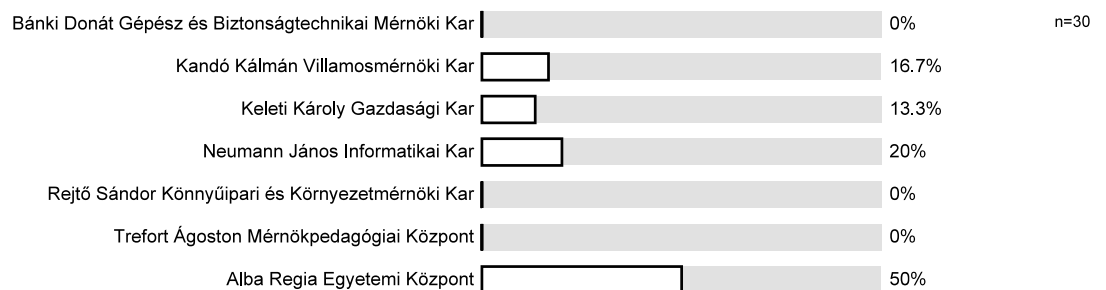 Bánki Donát Gépész és Biztonságtechnikai Mérnöki Kar 0% n=30
Kandó Kálmán Villamosmérnöki Kar 16.7%
Keleti Károly Gazdasági Kar 13.3%
Neumann János Informatikai Kar 20%
Rejtő Sándor Könnyűipari és Környezetmérnöki Kar 0%
Trefort Ágoston Mérnökpedagógiai Központ 0%
Alba Regia Egyetemi Központ 50%